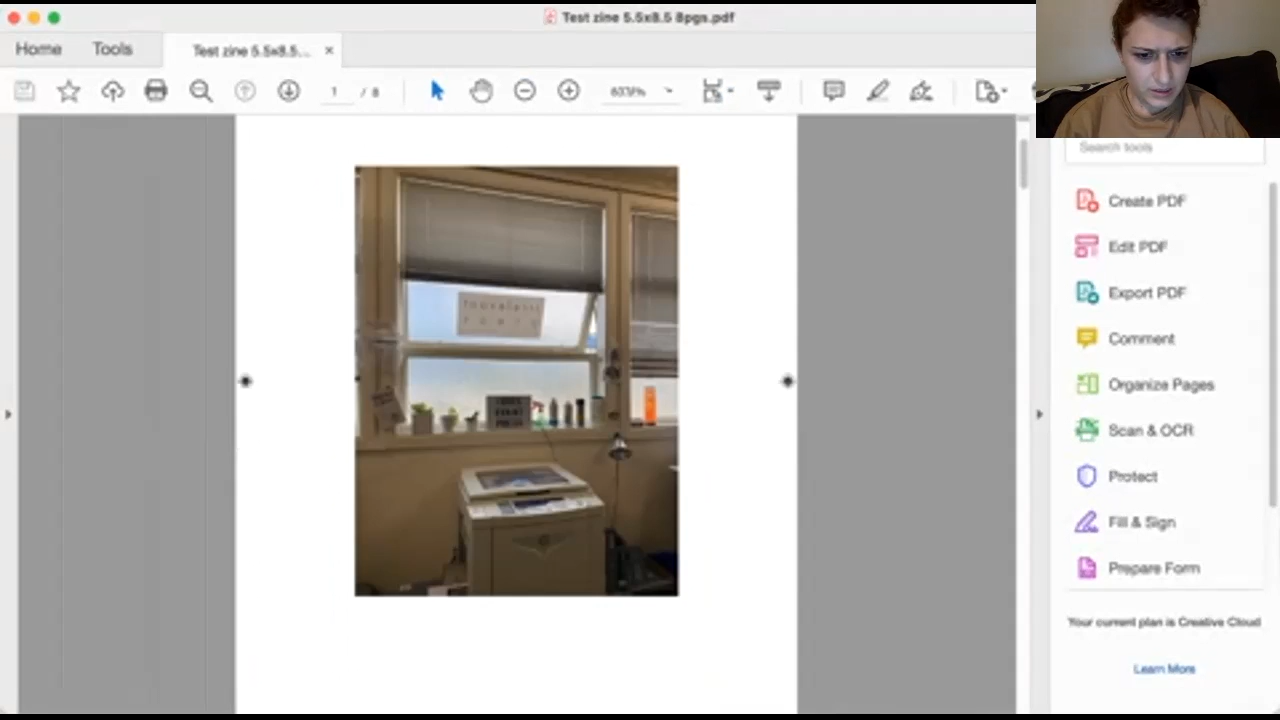 Test zine 5.5x8.5 8pgs.pdf
Home
Tools
Test zine 5.5x8.5...
1 / 8
Search tools
Create PDF
Edit PDF
Export PDF
Comment
Organize Pages
Scan & OCR
Protect
Fill & Sign
Prepare Form
Your current plan is Creative Cloud
Learn More